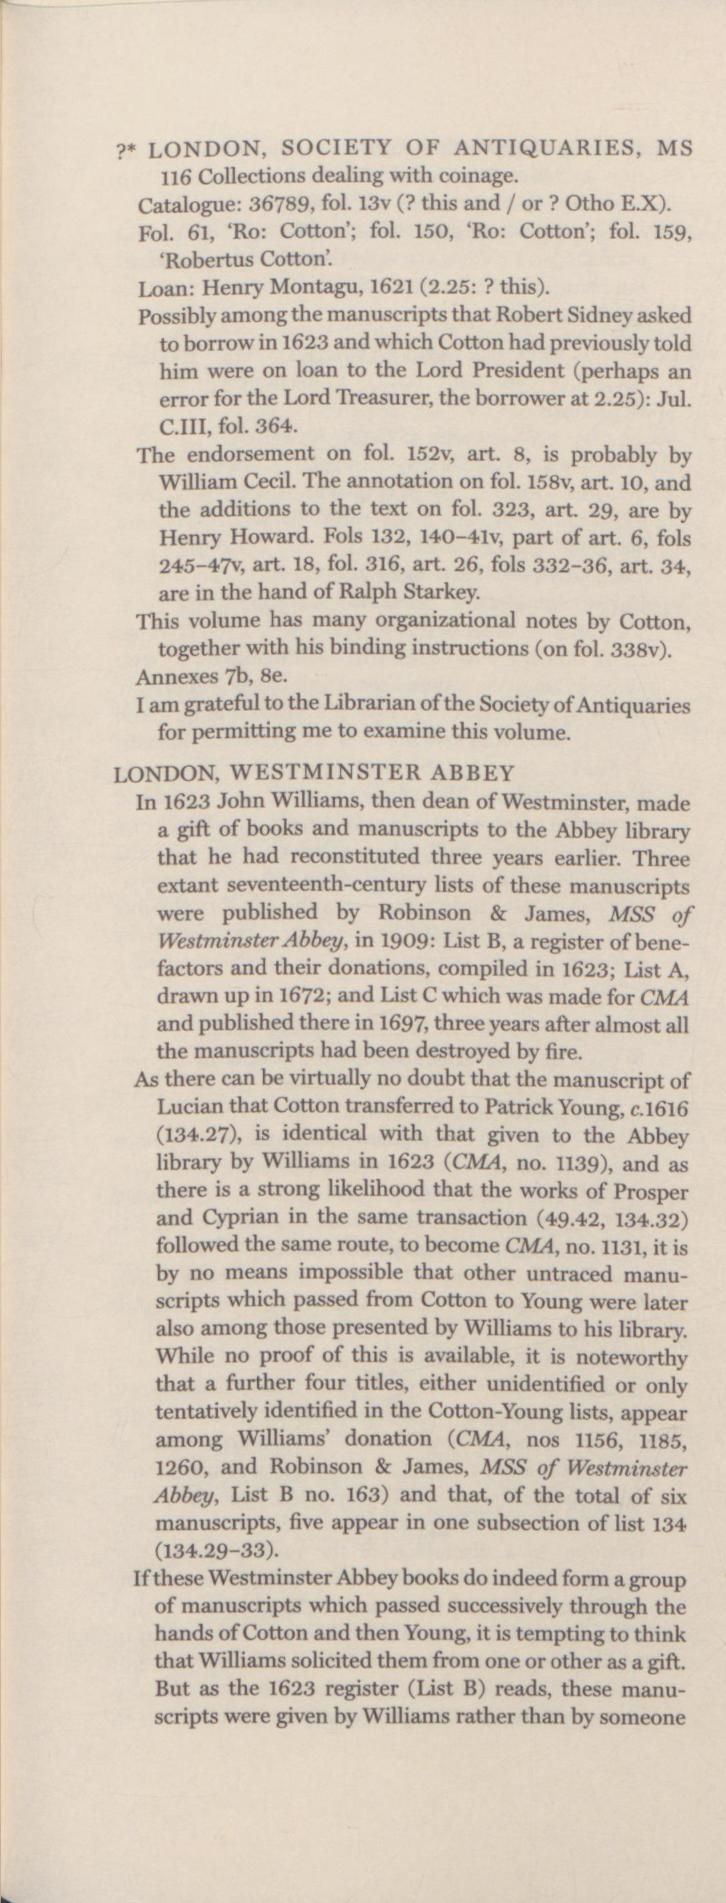 ?* LONDON, SOCIETY OF ANTIQUARIES, MS
116 Collections dealing with coinage.
Catalogue: 36789, fol. 13v (? this and / or ? Otho E.X).
Fol. 61, ‘Ro: Cotton’; fol. 150, ‘Ro: Cotton’; fol. 159,
‘Robertus Cotton’.
Loan: Henry Montagu, 1621 (2.25: ? this).
Possibly among the manuscripts that Robert Sidney asked
to borrow in 1623 and which Cotton had previously told
him were on loan to the Lord President (perhaps an
error for the Lord Treasurer, the borrower at 2.25): Jul.
C.III, fol. 364.
The endorsement on fol. 152v, art. 8, is probably by
William Cecil. The annotation on fol. 158v, art. 10, and
the additions to the text on fol. 323, art. 29, are by
Henry Howard. Fols 132, 140–41v, part of art. 6, fols
245–47v, art. 18, fol. 316, art. 26, fols 332–36, art. 34,
are in the hand of Ralph Starkey.
This volume has many organizational notes by Cotton,
together with his binding instructions (on fol. 338v).
Annexes 7b, 8e.
I am grateful to the Librarian of the Society of Antiquaries
for permitting me to examine this volume.
LONDON, WESTMINSTER ABBEY
In 1623 John Williams, then dean of Westminster, made
a gift of books and manuscripts to the Abbey library
that he had reconstituted three years earlier. Three
extant seventeenth-century lists of these manuscripts
were published by Robinson & James, MSS of
Westminster Abbey, in 1909: List B, a register of bene-
factors and their donations, compiled in 1623; List A,
drawn up in 1672; and List C which was made for CMA
and published there in 1697, three years after almost all
the manuscripts had been destroyed by fire.
As there can be virtually no doubt that the manuscript of
Lucian that Cotton transferred to Patrick Young, c.1616
(134.27), is identical with that given to the Abbey
library by Williams in 1623 (CMA, no. 1139), and as
there is a strong likelihood that the works of Prosper
and Cyprian in the same transaction (49.42, 134.32)
followed the same route, to become CMA, no. 1131, it is
by no means impossible that other untraced manu-
scripts which passed from Cotton to Young were later
also among those presented by Williams to his library.
While no proof of this is available, it is noteworthy
that a further four titles, either unidentified or only
tentatively identified in the Cotton-Young lists, appear
among Williams’ donation (CMA, nos 1156, 1185,
1260, and Robinson & James, MSS of Westminster
Abbey, List B no. 163) and that, of the total of six
manuscripts, five appear in one subsection of list 134
(134.29–33).
If these Westminster Abbey books do indeed form a group
of manuscripts which passed successively through the
hands of Cotton and then Young, it is tempting to think
that Williams solicited them from one or other as a gift.
But as the 1623 register (List B) reads, these manu-
scripts were given by Williams rather than by someone